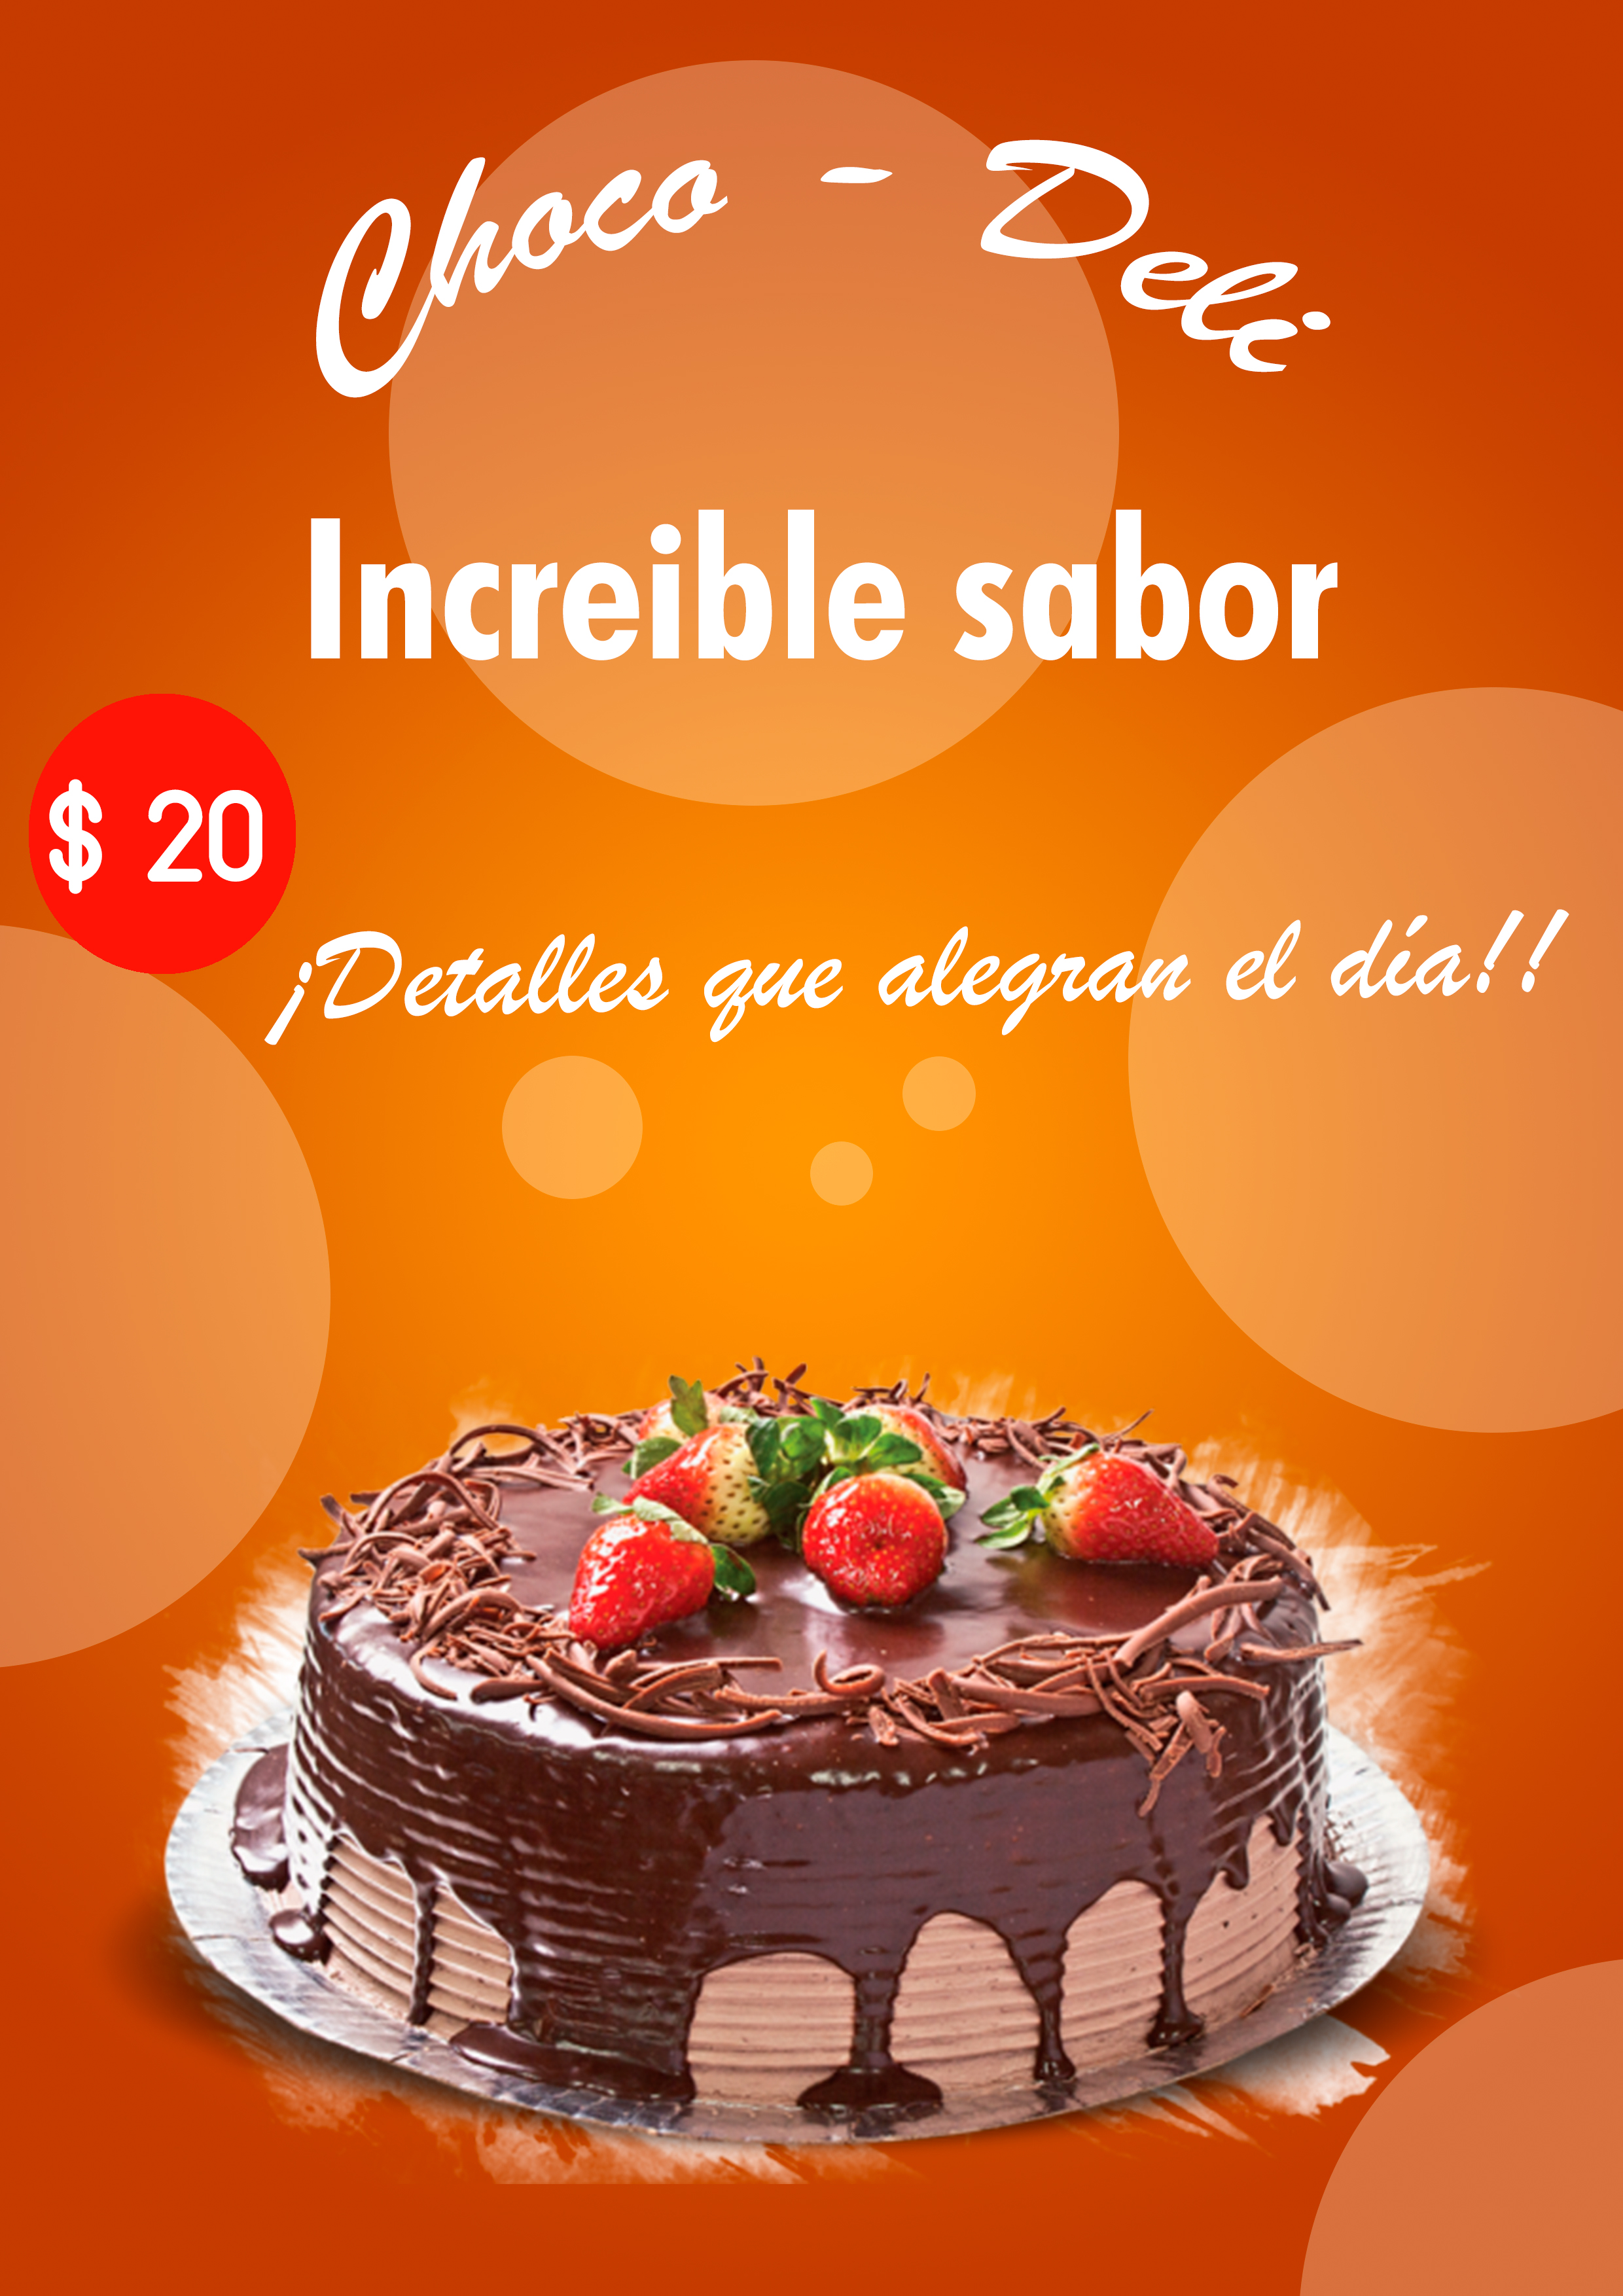 Choco - Deli
Increible sabor
$ 20
¡Detalles que alegran el día!!